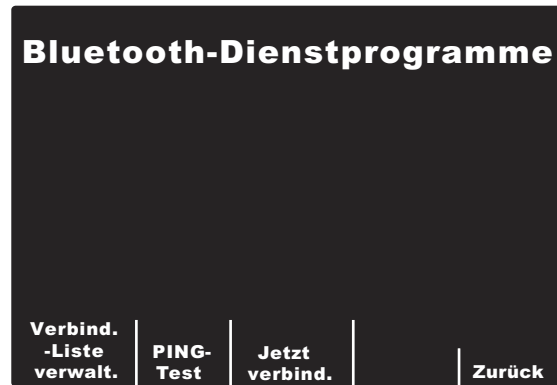 Bluetooth-Dienstprogramme
Verbind.
-Liste
verwalt.
PING-
Test
Jetzt
verbind.
Zurück